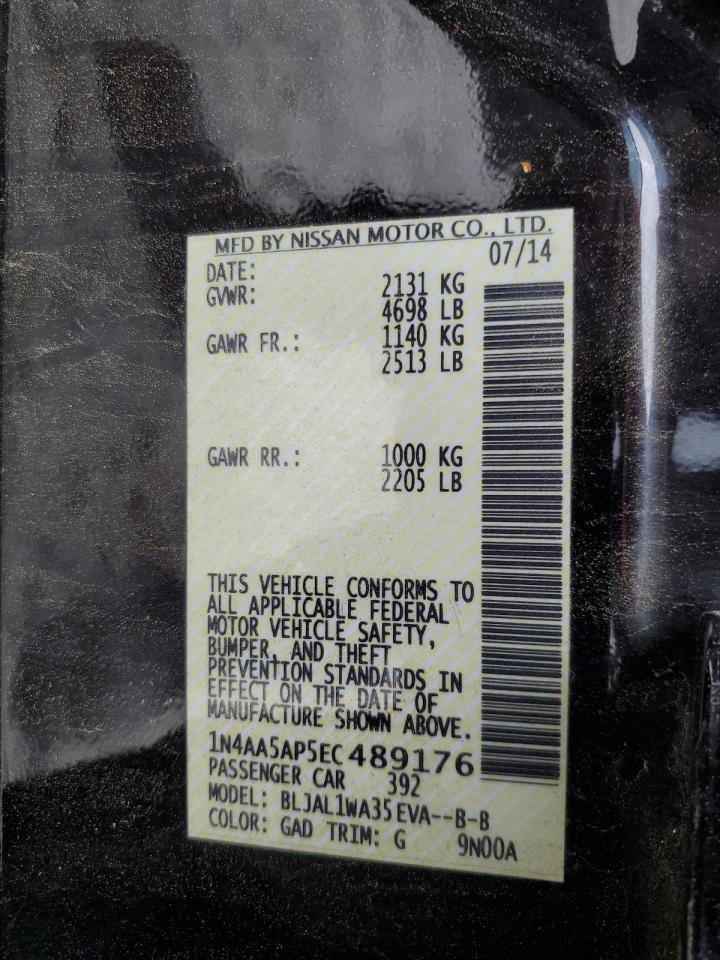 MFD BY NISSAN MOTOR CO., LTD.
DATE: 07/14
GVWR: 2131 KG
4698 LB
GAWR FR.: 1140 KG
2513 LB
GAWR RR.: 1000 KG
2205 LB
THIS VEHICLE CONFORMS TO
ALL APPLICABLE FEDERAL
MOTOR VEHICLE SAFETY,
BUMPER, AND THEFT
PREVENTION STANDARDS IN
EFFECT ON THE DATE OF
MANUFACTURE SHOWN ABOVE.
1N4AA5AP5EC489176
PASSENGER CAR 392
MODEL: BLJAL1WA35EVA--B-B
COLOR: GAD TRIM: G 9N00A